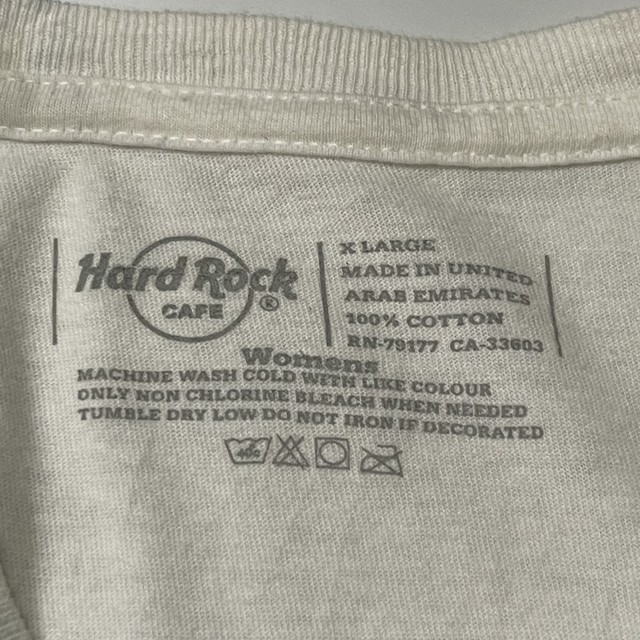 Hard Rock
CAFE
®
X LARGE
MADE IN UNITED
ARAB EMIRATES
100% COTTON
RN-79177 CA-33603
Womens
MACHINE WASH COLD WITH LIKE COLOUR
ONLY NON CHLORINE BLEACH WHEN NEEDED
TUMBLE DRY LOW DO NOT IRON IF DECORATED